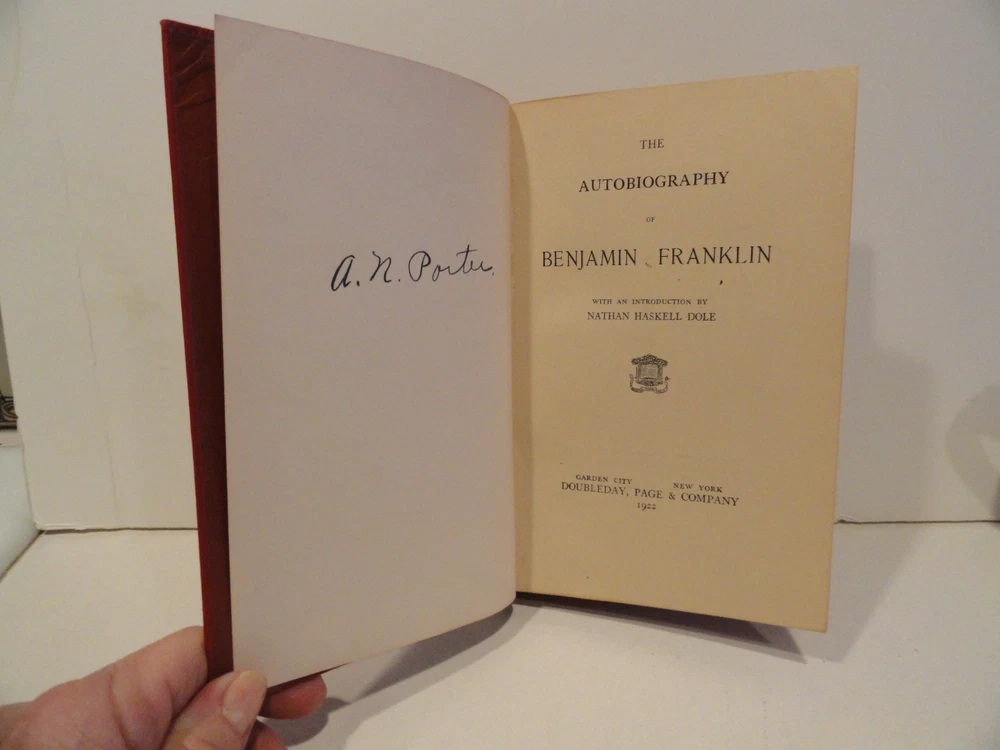 A. N. Porter.
THE
AUTOBIOGRAPHY
OF
BENJAMIN FRANKLIN
WITH AN INTRODUCTION BY
NATHAN HASKELL DOLE
GARDEN CITY NEW YORK
DOUBLEDAY, PAGE & COMPANY
1922